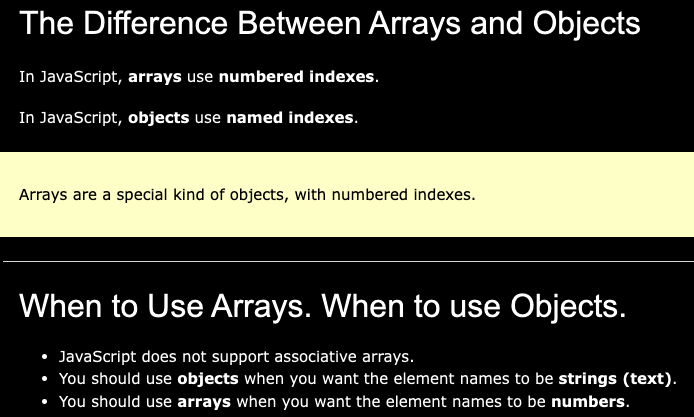 The Difference Between Arrays and Objects
In JavaScript, arrays use numbered indexes.
In JavaScript, objects use named indexes.
Arrays are a special kind of objects, with numbered indexes.
When to Use Arrays. When to use Objects.
• JavaScript does not support associative arrays.
• You should use objects when you want the element names to be strings (text).
• You should use arrays when you want the element names to be numbers.